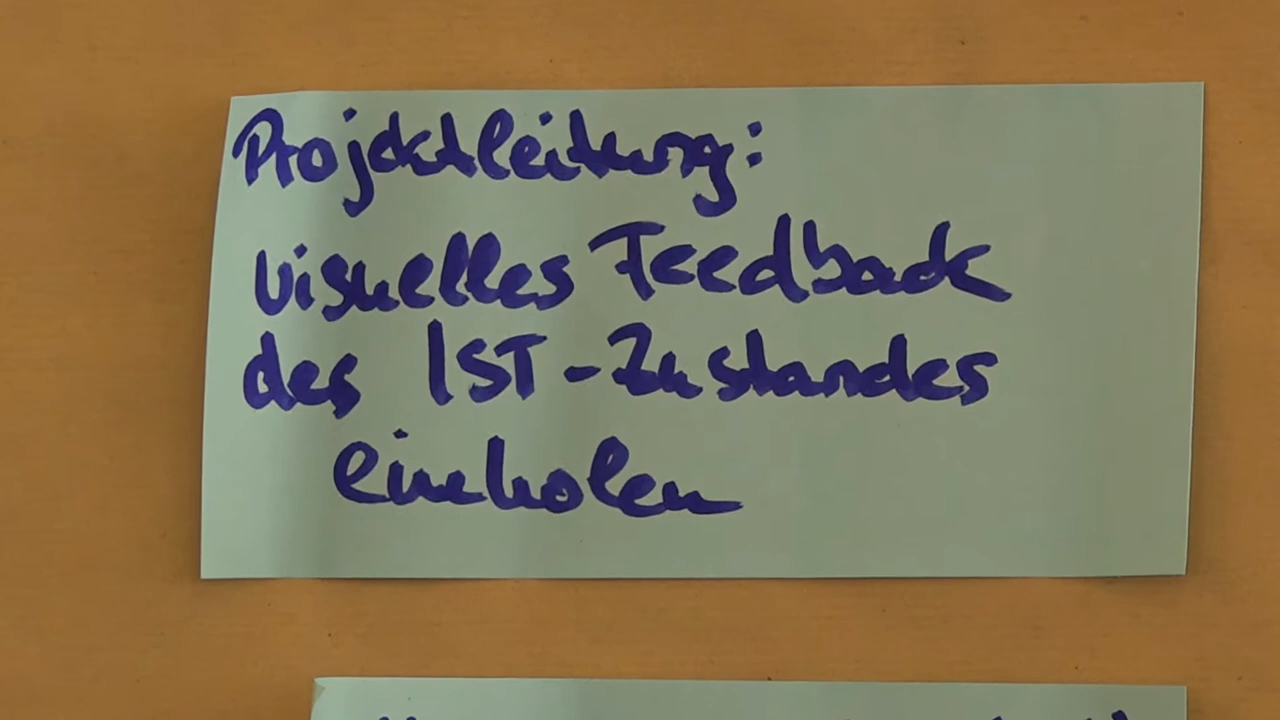 Projektleitung:
visuelles Feedback
des IST-Zustandes
einholen